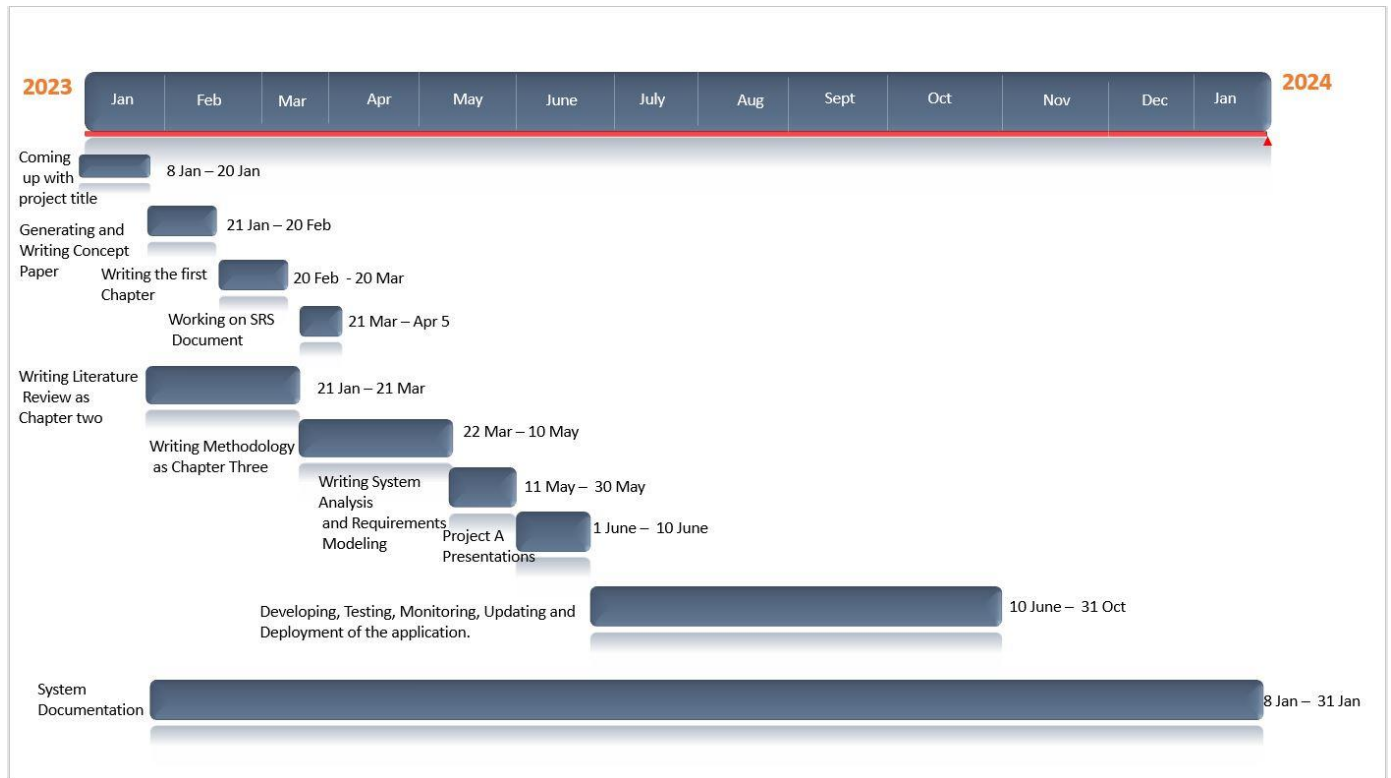 2023
Jan Feb Mar Apr May June July Aug Sept Oct Nov Dec Jan
2024
Coming
up with
project title
8 Jan – 20 Jan
Generating and
Writing Concept
Paper
21 Jan – 20 Feb
Writing the first
Chapter
20 Feb - 20 Mar
Working on SRS
Document
21 Mar – Apr 5
Writing Literature
Review as
Chapter two
21 Jan – 21 Mar
Writing Methodology
as Chapter Three
22 Mar – 10 May
Writing System
Analysis
and Requirements
Modeling
11 May – 30 May
Project A
Presentations
1 June – 10 June
Developing, Testing, Monitoring, Updating and
Deployment of the application.
10 June – 31 Oct
System
Documentation
8 Jan – 31 Jan